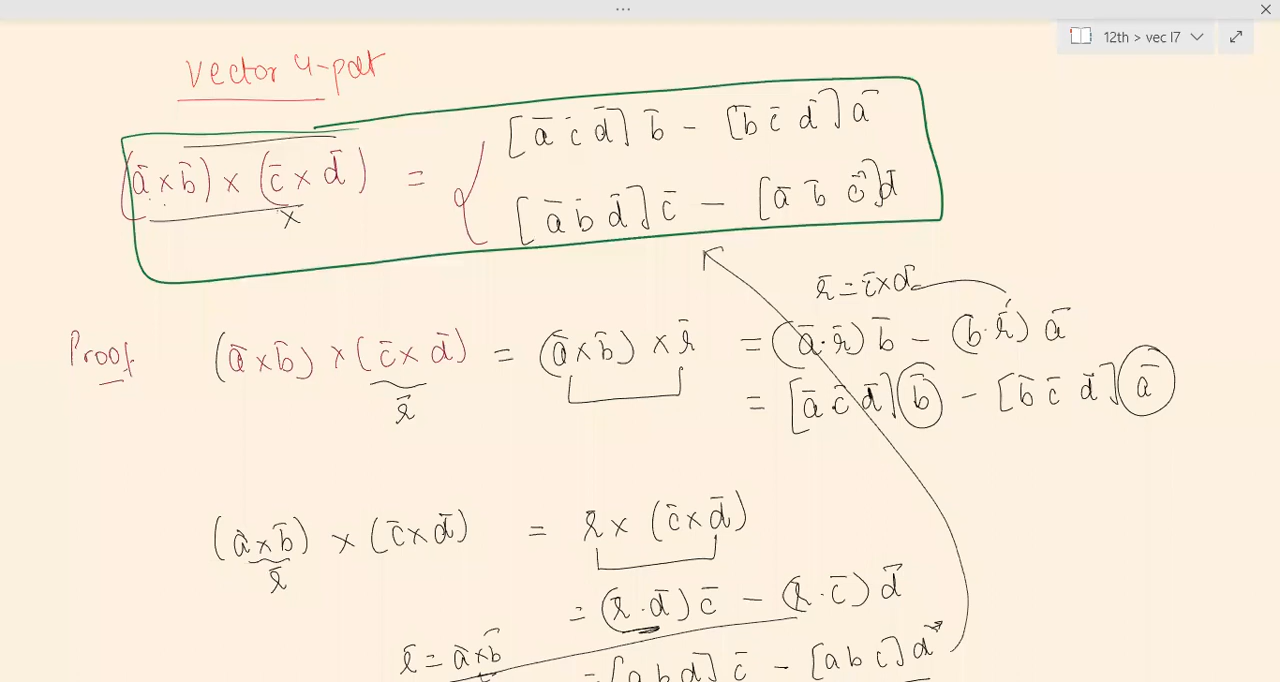 12th > vec l7
Vector 4-pdt
(ā×b̄) × (c̄×d̄) = { [ā c̄ d̄] b̄ − [b̄ c̄ d̄] ā
[ā b̄ d̄] c̄ − [ā b̄ c̄] d̄
r̄ = c̄×d̄
Proof (ā×b̄) × (c̄×d̄) = (ā×b̄) × r̄ = (ā·r̄) b̄ − (b̄·r̄) ā
r̄ = [ā c̄ d̄] b̄ − [b̄ c̄ d̄] ā
(ā×b̄) × (c̄×d̄) = r̄ × (c̄×d̄)
r̄
= (r̄·d̄) c̄ − (r̄·c̄) d̄
r̄ = ā×b̄
= [a b d] c̄ − [a b c] d̄